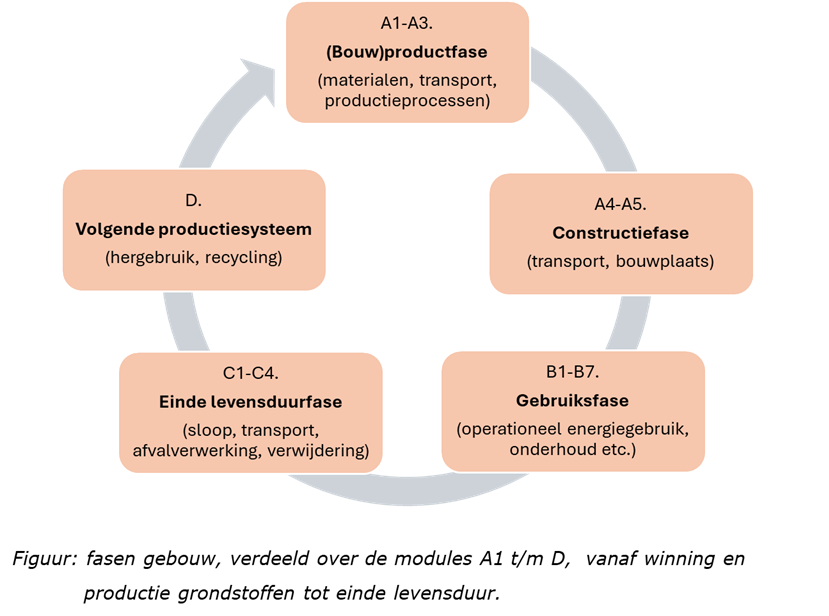 A1-A3.
(Bouw)productfase
(materialen, transport,
productieprocessen)
A4-A5.
Constructiefase
(transport, bouwplaats)
B1-B7.
Gebruiksfase
(operationeel energiegebruik,
onderhoud etc.)
C1-C4.
Einde levensduurfase
(sloop, transport,
afvalverwerking, verwijdering)
D.
Volgende productiesysteem
(hergebruik, recycling)
Figuur: fasen gebouw, verdeeld over de modules A1 t/m D, vanaf winning en
productie grondstoffen tot einde levensduur.